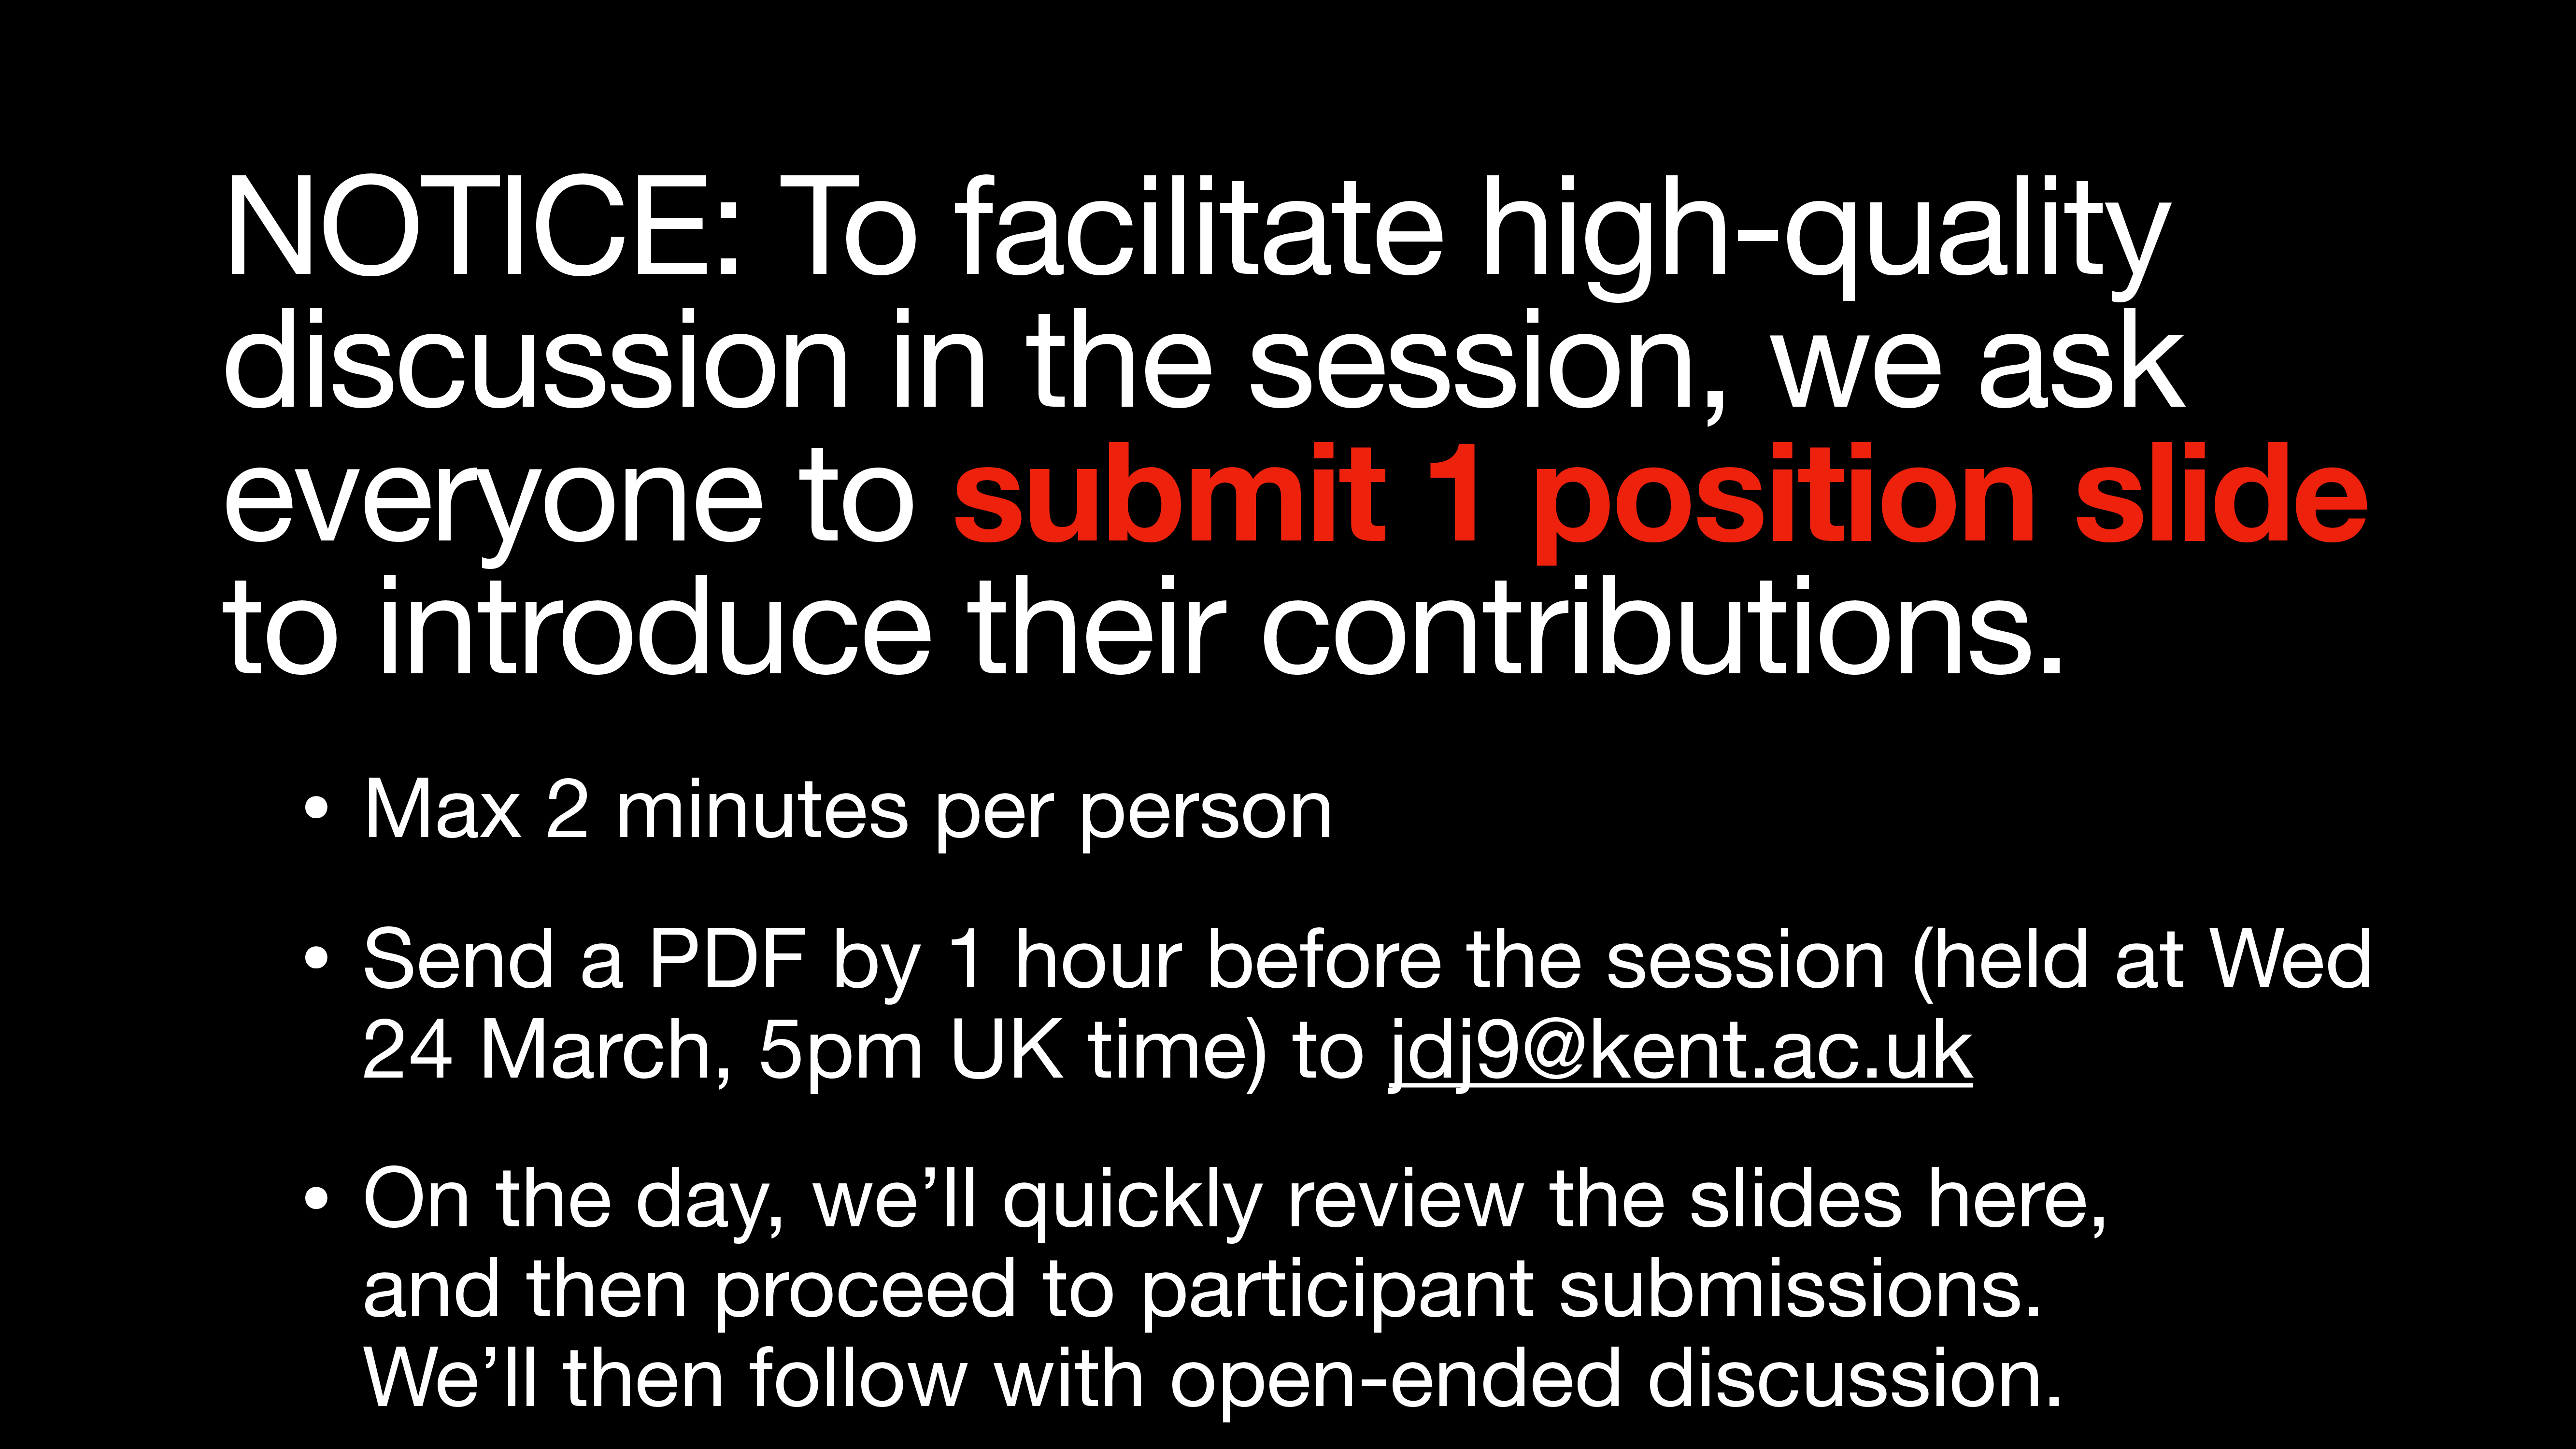 NOTICE: To facilitate high-quality
discussion in the session, we ask
everyone to submit 1 position slide
to introduce their contributions.
• Max 2 minutes per person
• Send a PDF by 1 hour before the session (held at Wed
24 March, 5pm UK time) to jdj9@kent.ac.uk
• On the day, we’ll quickly review the slides here,
and then proceed to participant submissions.
We’ll then follow with open-ended discussion.